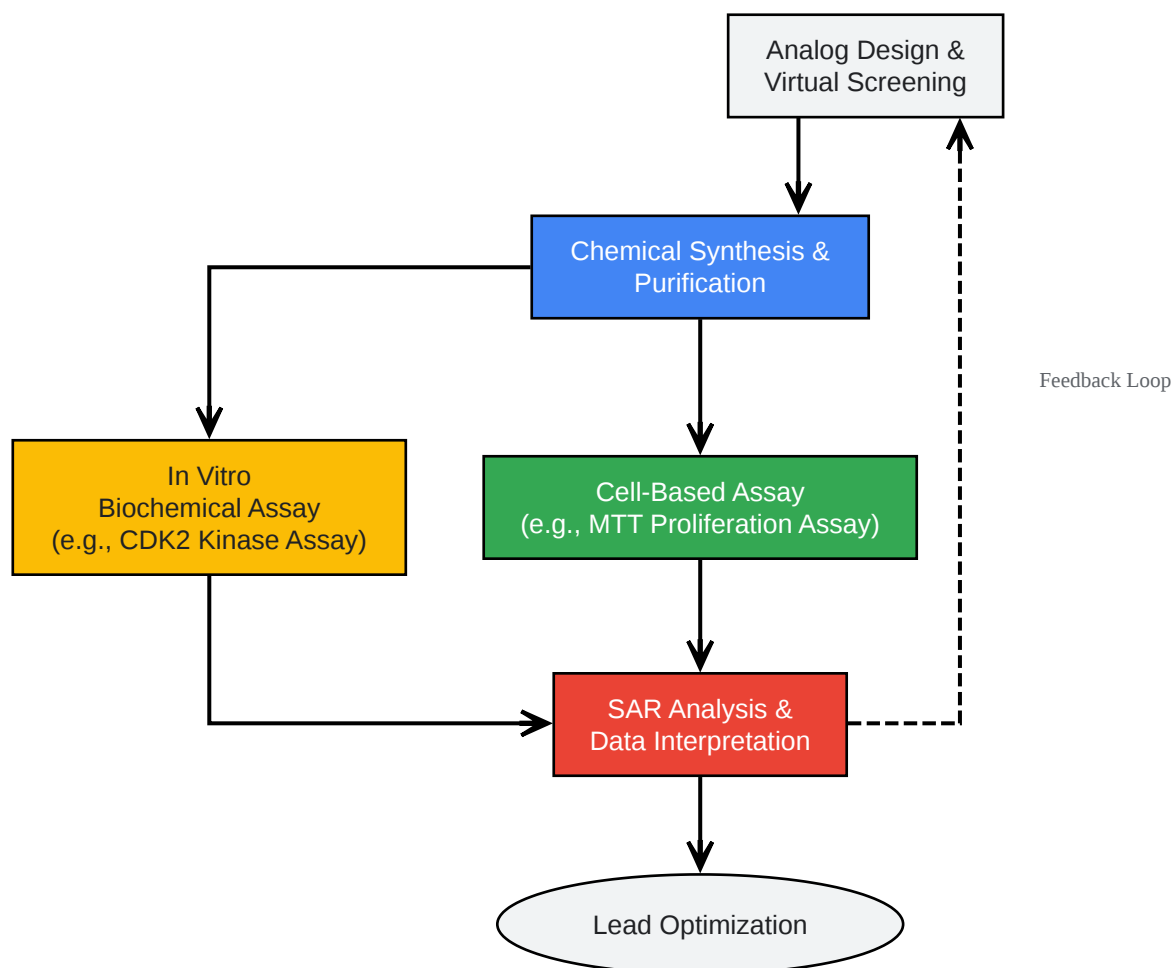 Analog Design &
Virtual Screening
Chemical Synthesis &
Purification
Feedback Loop
In Vitro
Biochemical Assay
(e.g., CDK2 Kinase Assay)
Cell-Based Assay
(e.g., MTT Proliferation Assay)
SAR Analysis &
Data Interpretation
Lead Optimization